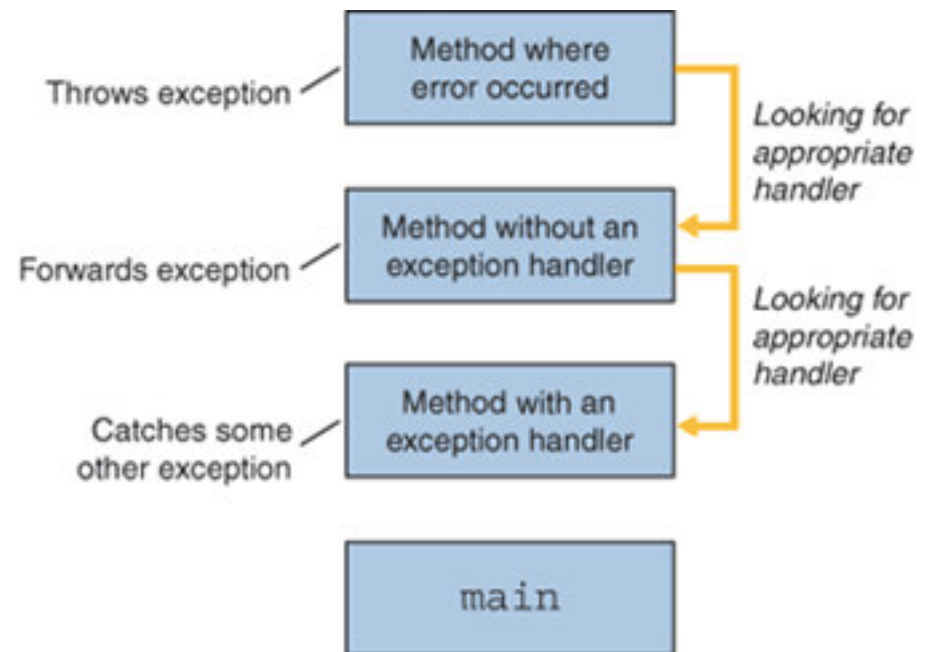 Method where
error occurred
Throws exception
Looking for
appropriate
handler
Method without an
exception handler
Forwards exception
Looking for
appropriate
handler
Method with an
exception handler
Catches some
other exception
main